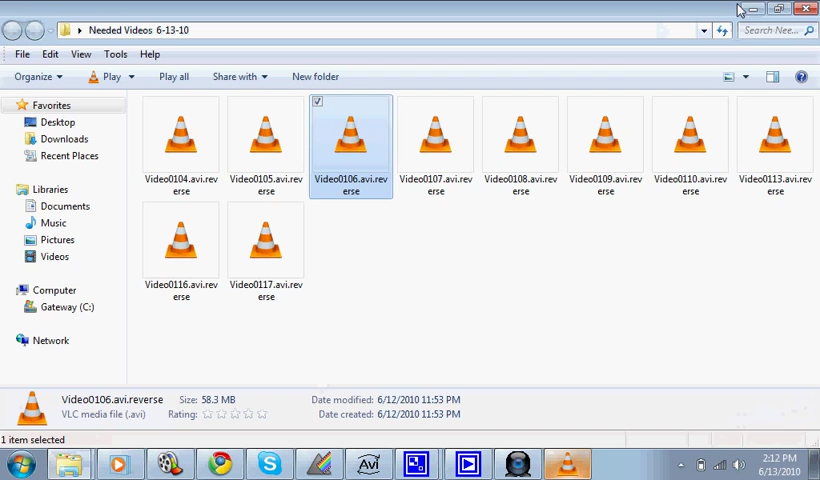 Needed Videos 6-13-10
Search Nee...
File Edit View Tools Help
Organize Play Play all Share with New folder
Favorites
Desktop
Downloads
Recent Places
Libraries
Documents
Music
Pictures
Videos
Computer
Gateway (C:)
Network
Video0104.avi.rev
erse
Video0105.avi.rev
erse
Video0106.avi.rev
erse
Video0107.avi.rev
erse
Video0108.avi.rev
erse
Video0109.avi.rev
erse
Video0110.avi.rev
erse
Video0113.avi.rev
erse
Video0116.avi.rev
erse
Video0117.avi.rev
erse
Video0106.avi.reverse Size: 58.3 MB Date modified: 6/12/2010 11:53 PM
VLC media file (.avi) Rating: Date created: 6/12/2010 11:53 PM
1 item selected
Avi
2:12 PM
6/13/2010